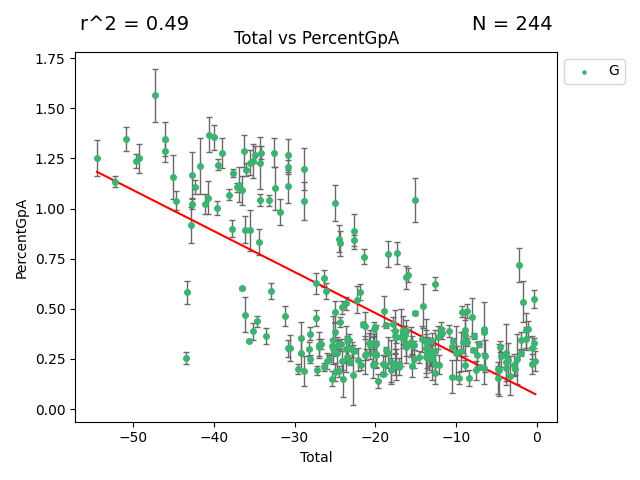 r^2 = 0.49
N = 244
Total vs PercentGpA
G
PercentGpA
1.75
1.50
1.25
1.00
0.75
0.50
0.25
0.00
−50
−40
−30
−20
−10
0
Total